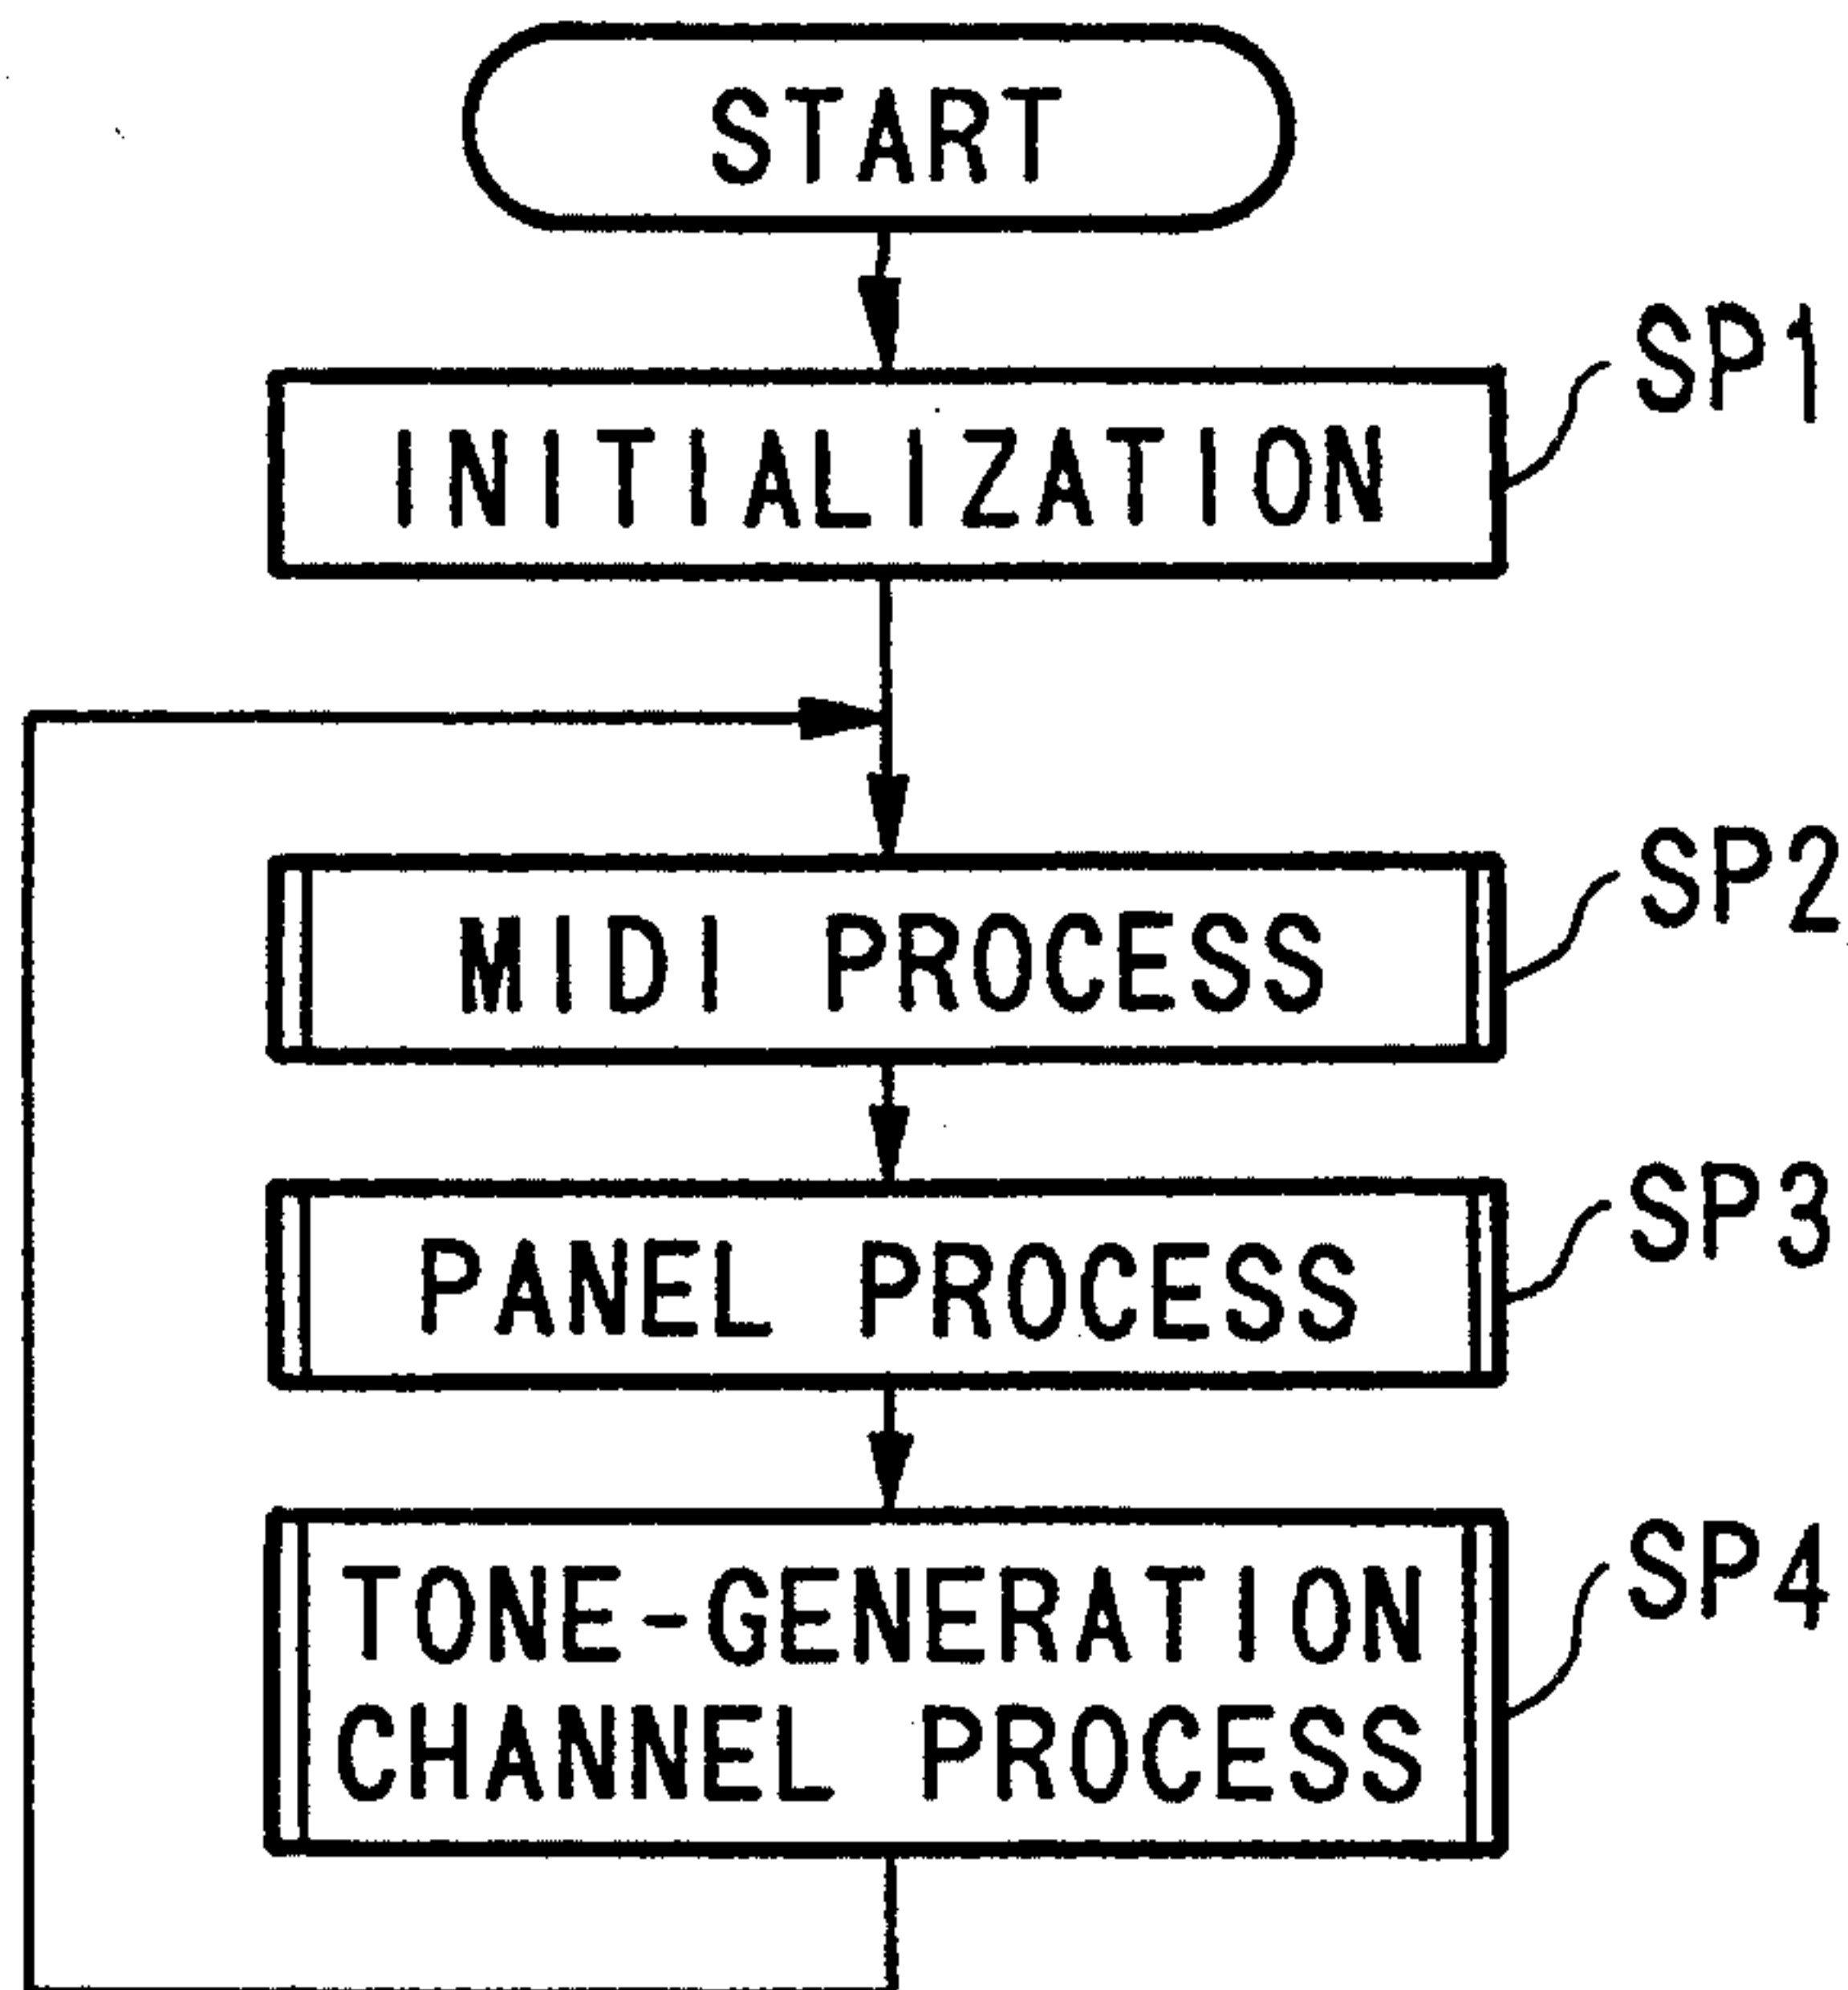 START
INITIALIZATION
SP1
MIDI PROCESS
SP2
PANEL PROCESS
SP3
TONE-GENERATION
CHANNEL PROCESS
SP4